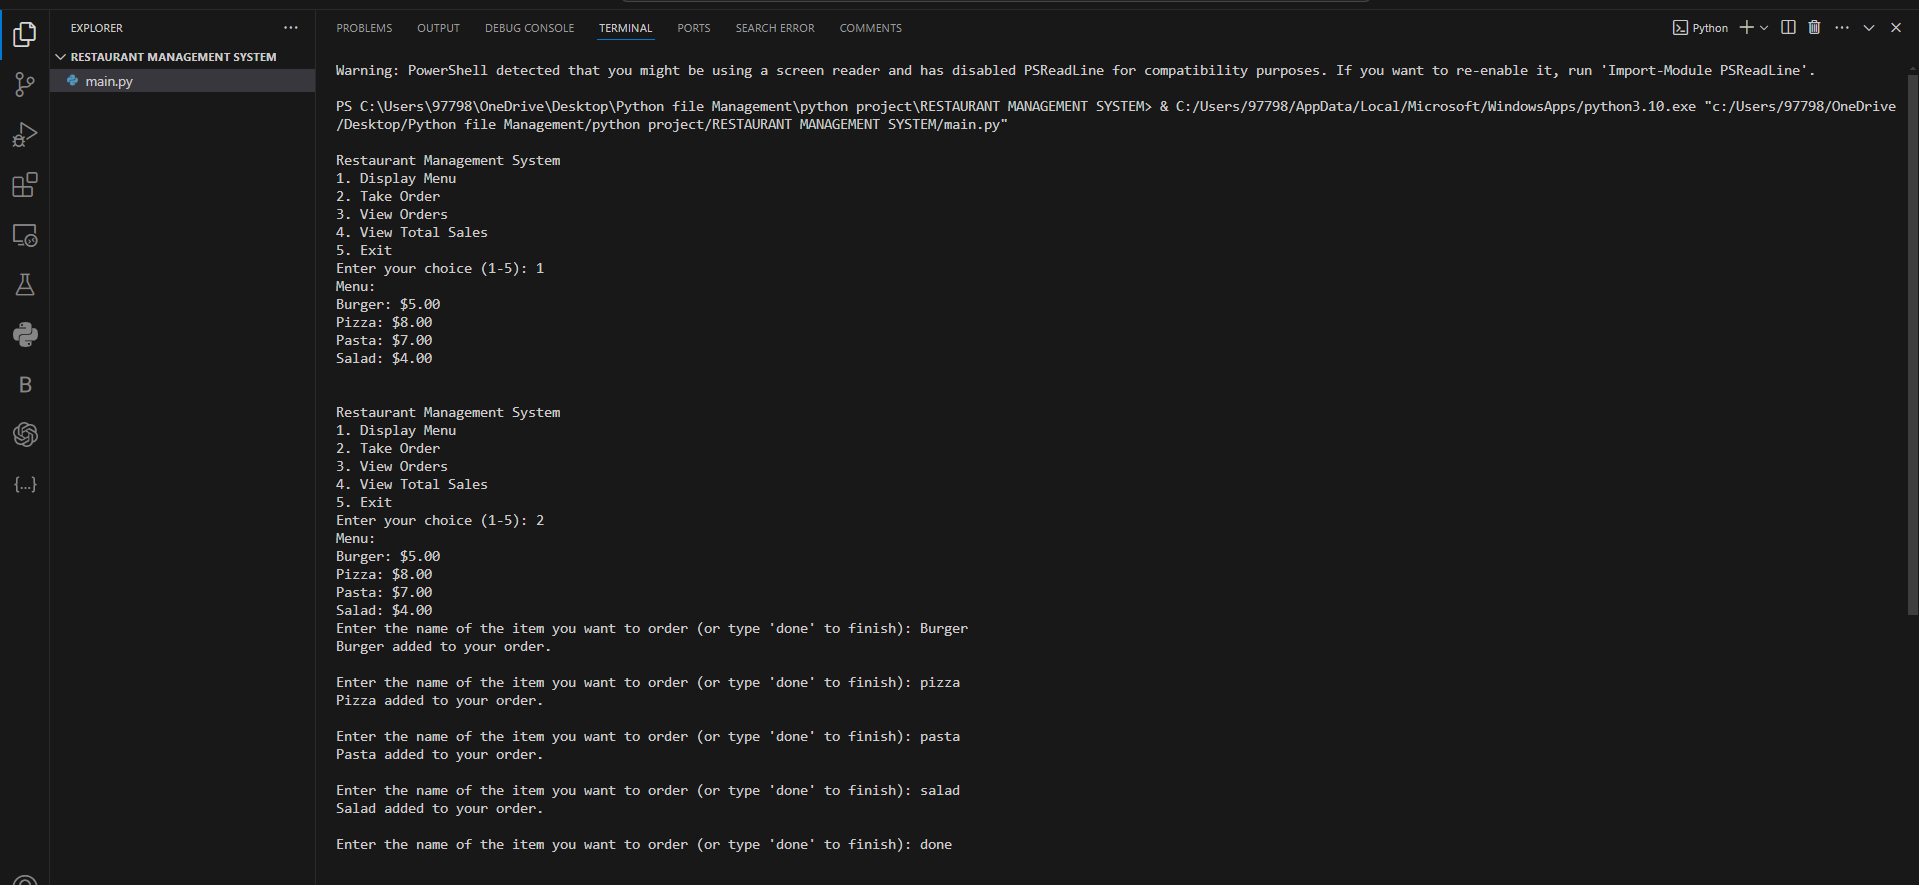 EXPLORER
RESTAURANT MANAGEMENT SYSTEM
main.py
B
PROBLEMS OUTPUT DEBUG CONSOLE TERMINAL PORTS SEARCH ERROR COMMENTS
Python
Warning: PowerShell detected that you might be using a screen reader and has disabled PSReadLine for compatibility purposes. If you want to re-enable it, run 'Import-Module PSReadLine'.
PS C:\Users\97798\OneDrive\Desktop\Python file Management\python project\RESTAURANT MANAGEMENT SYSTEM> & C:/Users/97798/AppData/Local/Microsoft/WindowsApps/python3.10.exe "c:/Users/97798/OneDrive
/Desktop/Python file Management/python project/RESTAURANT MANAGEMENT SYSTEM/main.py"
Restaurant Management System
1. Display Menu
2. Take Order
3. View Orders
4. View Total Sales
5. Exit
Enter your choice (1-5): 1
Menu:
Burger: $5.00
Pizza: $8.00
Pasta: $7.00
Salad: $4.00
Restaurant Management System
1. Display Menu
2. Take Order
3. View Orders
4. View Total Sales
5. Exit
Enter your choice (1-5): 2
Menu:
Burger: $5.00
Pizza: $8.00
Pasta: $7.00
Salad: $4.00
Enter the name of the item you want to order (or type 'done' to finish): Burger
Burger added to your order.
Enter the name of the item you want to order (or type 'done' to finish): pizza
Pizza added to your order.
Enter the name of the item you want to order (or type 'done' to finish): pasta
Pasta added to your order.
Enter the name of the item you want to order (or type 'done' to finish): salad
Salad added to your order.
Enter the name of the item you want to order (or type 'done' to finish): done